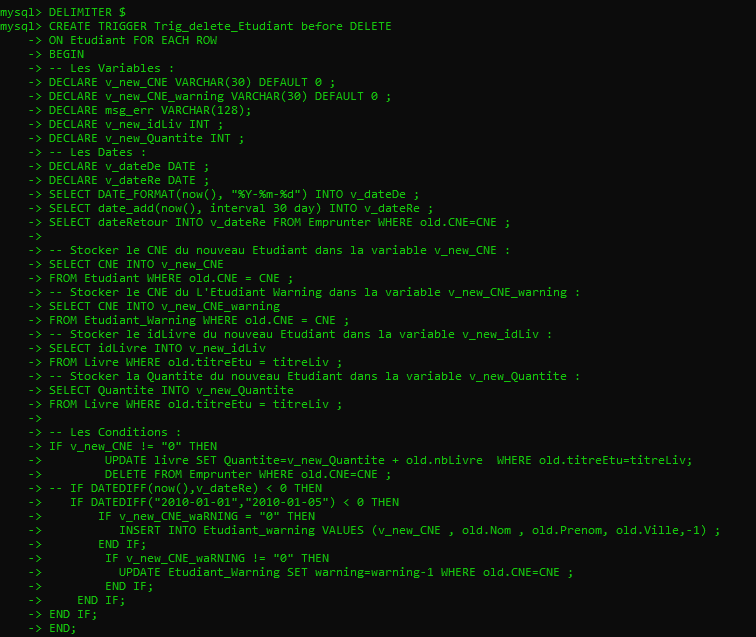 mysql> DELIMITER $
mysql> CREATE TRIGGER Trig_delete_Etudiant before DELETE
    -> ON Etudiant FOR EACH ROW
    -> BEGIN
    -> -- Les Variables :
    -> DECLARE v_new_CNE VARCHAR(30) DEFAULT 0 ;
    -> DECLARE v_new_CNE_warning VARCHAR(30) DEFAULT 0 ;
    -> DECLARE msg_err VARCHAR(128);
    -> DECLARE v_new_idLiv INT ;
    -> DECLARE v_new_Quantite INT ;
    -> -- Les Dates :
    -> DECLARE v_dateDe DATE ;
    -> DECLARE v_dateRe DATE ;
    -> SELECT DATE_FORMAT(now(), "%Y-%m-%d") INTO v_dateDe ;
    -> SELECT date_add(now(), interval 30 day) INTO v_dateRe ;
    -> SELECT dateRetour INTO v_dateRe FROM Emprunter WHERE old.CNE=CNE ;
    ->
    -> -- Stocker le CNE du nouveau Etudiant dans la variable v_new_CNE :
    -> SELECT CNE INTO v_new_CNE
    -> FROM Etudiant WHERE old.CNE = CNE ;
    -> -- Stocker le CNE du L'Etudiant Warning dans la variable v_new_CNE_warning :
    -> SELECT CNE INTO v_new_CNE_warning
    -> FROM Etudiant_Warning WHERE old.CNE = CNE ;
    -> -- Stocker le idLivre du nouveau Etudiant dans la variable v_new_idLiv :
    -> SELECT idLivre INTO v_new_idLiv
    -> FROM Livre WHERE old.titreEtu = titreLiv ;
    -> -- Stocker la Quantite du nouveau Etudiant dans la variable v_new_Quantite :
    -> SELECT Quantite INTO v_new_Quantite
    -> FROM Livre WHERE old.titreEtu = titreLiv ;
    ->
    -> -- Les Conditions :
    -> IF v_new_CNE != "0" THEN
    ->         UPDATE livre SET Quantite=v_new_Quantite + old.nbLivre  WHERE old.titreEtu=titreLiv;
    ->         DELETE FROM Emprunter WHERE old.CNE=CNE ;
    -> -- IF DATEDIFF(now(),v_dateRe) < 0 THEN
    ->    IF DATEDIFF("2010-01-01","2010-01-05") < 0 THEN
    ->        IF v_new_CNE_waRNING = "0" THEN
    ->           INSERT INTO Etudiant_warning VALUES (v_new_CNE , old.Nom , old.Prenom, old.Ville,-1) ;
    ->        END IF;
    ->         IF v_new_CNE_waRNING != "0" THEN
    ->           UPDATE Etudiant_Warning SET warning=warning-1 WHERE old.CNE=CNE ;
    ->         END IF;
    ->     END IF;
    -> END IF;
    -> END;